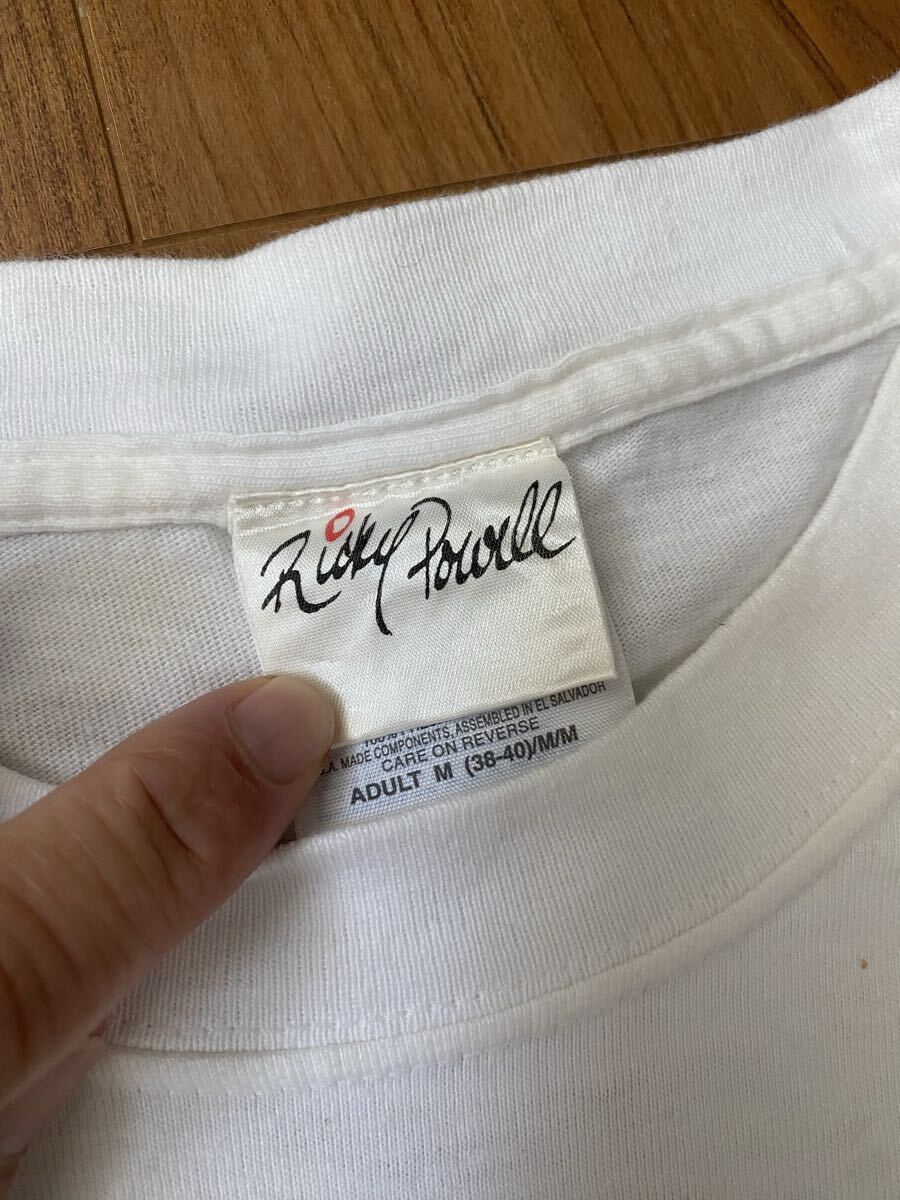 Ricky Powell
MADE COMPONENTS, ASSEMBLED IN EL SALVADOR
CARE ON REVERSE
ADULT M (38-40)/M/M